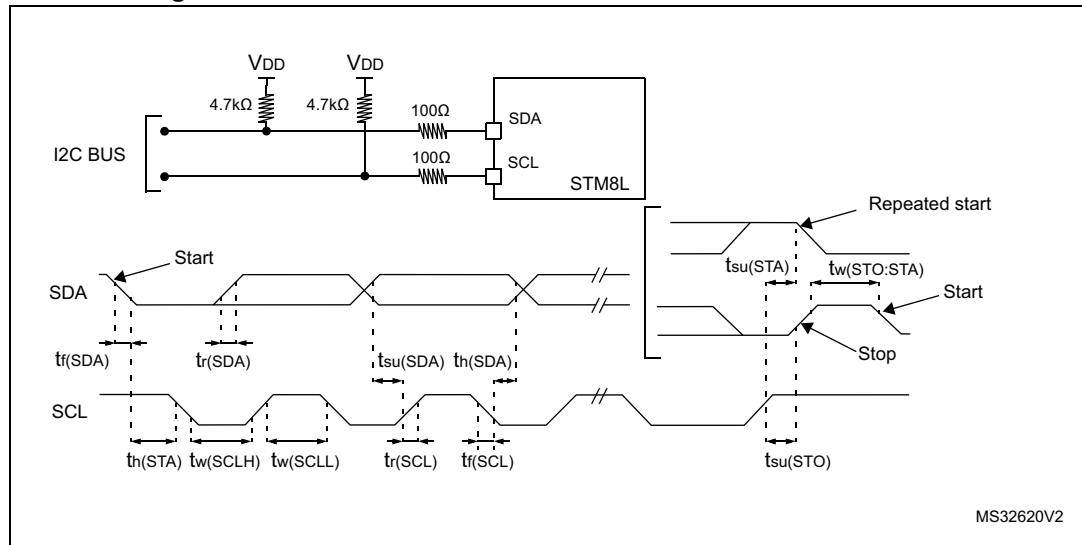 VDD VDD
4.7kΩ 4.7kΩ 100Ω
SDA
I2C BUS
100Ω
SCL
STM8L
Repeated start
Start
tsu(STA) tw(STO:STA)
SDA
Start
Stop
tf(SDA) tr(SDA) tsu(SDA) th(SDA)
SCL
th(STA) tw(SCLH) tw(SCLL) tr(SCL) tf(SCL) tsu(STO)
MS32620V2